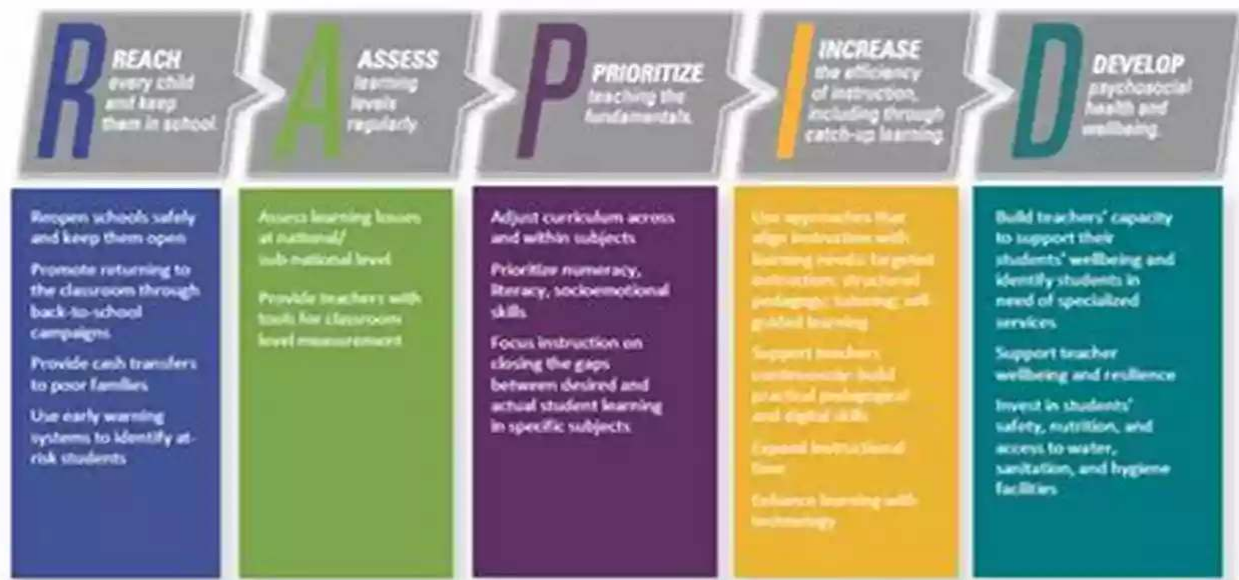 R
REACH
every child
and keep
them in school.
A
ASSESS
learning
levels
regularly
P
PRIORITIZE
teaching the
fundamentals.
I
INCREASE
the efficiency
of instruction,
including through
catch-up learning
D
DEVELOP
psychosocial
health and
wellbeing.
Reopen schools safely
and keep them open
Promote returning to
the classroom through
back-to-school
campaigns
Provide cash transfers
to poor families
Use early warning
systems to identify at-
risk students
Assess learning losses
at national/
sub-national level
Provide teachers with
tools for classroom
level measurement
Adjust curriculum across
and within subjects
Prioritize numeracy,
literacy, socioemotional
skills
Focus instruction on
closing the gaps
between desired and
actual student learning
in specific subjects
Use approaches that
align instruction with
learning needs: targeted
instruction; structured
pedagogy; tutoring; self-
guided learning
Support teachers
continuously: build
practical pedagogical
and digital skills
Expand instructional
time
Enhance learning with
technology
Build teachers' capacity
to support their
students' wellbeing and
identify students in
need of specialized
services
Support teacher
wellbeing and resilience
Invest in students'
safety, nutrition, and
access to water,
sanitation, and hygiene
facilities